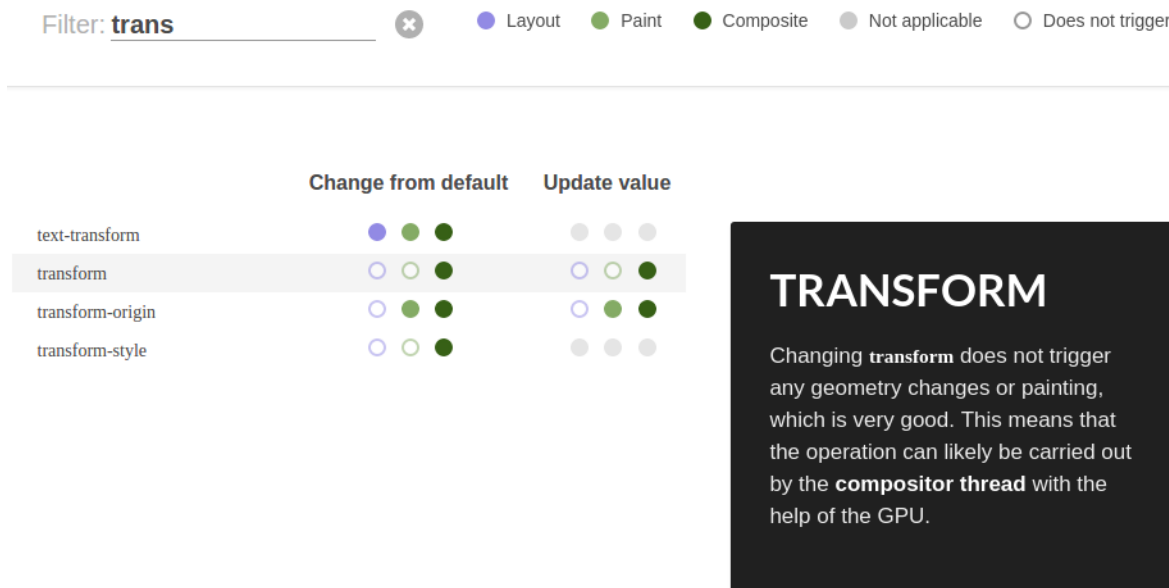 Filter: trans
Layout Paint Composite Not applicable Does not trigger
Change from default Update value
text-transform
transform
transform-origin
transform-style
TRANSFORM
Changing transform does not trigger
any geometry changes or painting,
which is very good. This means that
the operation can likely be carried out
by the compositor thread with the
help of the GPU.